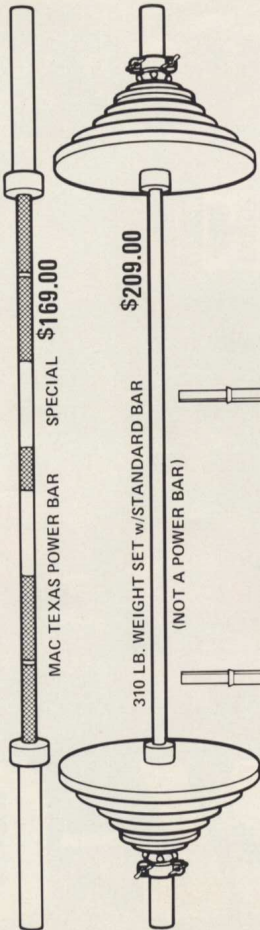 MAC TEXAS POWER BAR SPECIAL $169.00
310 LB. WEIGHT SET w/STANDARD BAR $209.00
(NOT A POWER BAR)